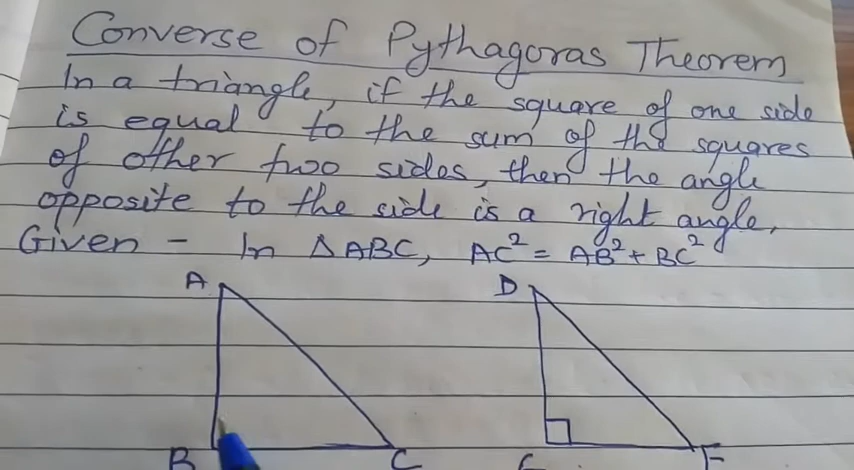 Converse of Pythagoras Theorem
In a triangle, if the square of one side
is equal to the sum of the squares
of other two sides, then the angle
opposite to the side is a right angle.
Given - In △ABC, AC² = AB² + BC²
A D
B C F